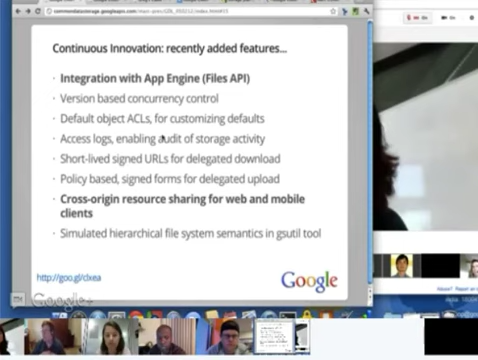 Continuous Innovation: recently added features...
· Integration with App Engine (Files API)
· Version based concurrency control
· Default object ACLs, for customizing defaults
· Access logs, enabling audit of storage activity
· Short-lived signed URLs for delegated download
· Policy based, signed forms for delegated upload
· Cross-origin resource sharing for web and mobile
clients
· Simulated hierarchical file system semantics in gsutil tool
http://goo.gl/clxea
Google
Google+